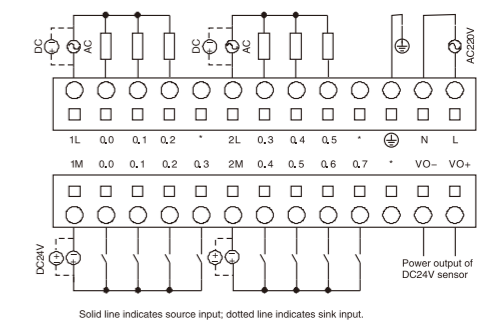 DC AC DC AC AC220V
1L 0.0 0.1 0.2 * 2L 0.3 0.4 0.5 * N L
1M 0.0 0.1 0.2 0.3 2M 0.4 0.5 0.6 0.7 * VO− VO+
DC24V
Power output of
DC24V sensor
Solid line indicates source input; dotted line indicates sink input.